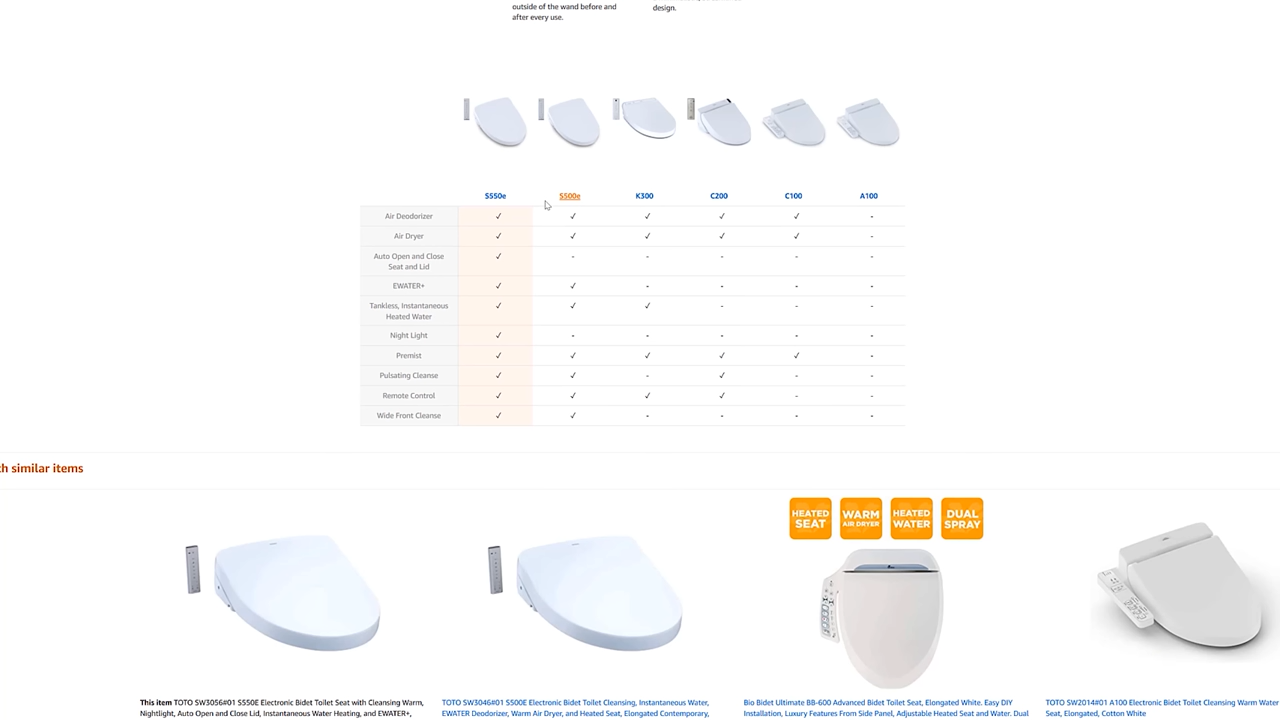 outside of the wand before and
after every use.
design.
S550e S500e K300 C200 C100 A100
Air Deodorizer ✓ ✓ ✓ ✓ ✓ -
Air Dryer ✓ ✓ ✓ ✓ ✓ -
Auto Open and Close
Seat and Lid ✓ - - - - -
EWATER+ ✓ ✓ - - - -
Tankless, Instantaneous
Heated Water ✓ ✓ ✓ - - -
Night Light ✓ - - - - -
Premist ✓ ✓ ✓ ✓ ✓ -
Pulsating Cleanse ✓ ✓ - ✓ - -
Remote Control ✓ ✓ ✓ ✓ - -
Wide Front Cleanse ✓ ✓ - - - -
th similar items
HEATED
SEAT
WARM
AIR DRYER
HEATED
WATER
DUAL
SPRAY
This item TOTO SW3056#01 S550E Electronic Bidet Toilet Seat with Cleansing Warm,
Nightlight, Auto Open and Close Lid, Instantaneous Water Heating, and EWATER+,
TOTO SW3046#01 S500E Electronic Bidet Toilet Cleansing, Instantaneous Water,
EWATER Deodorizer, Warm Air Dryer, and Heated Seat, Elongated Contemporary,
Bio Bidet Ultimate BB-600 Advanced Bidet Toilet Seat, Elongated White. Easy DIY
Installation, Luxury Features From Side Panel, Adjustable Heated Seat and Water. Dual
TOTO SW2014#01 A100 Electronic Bidet Toilet Cleansing Warm Water
Seat, Elongated, Cotton White